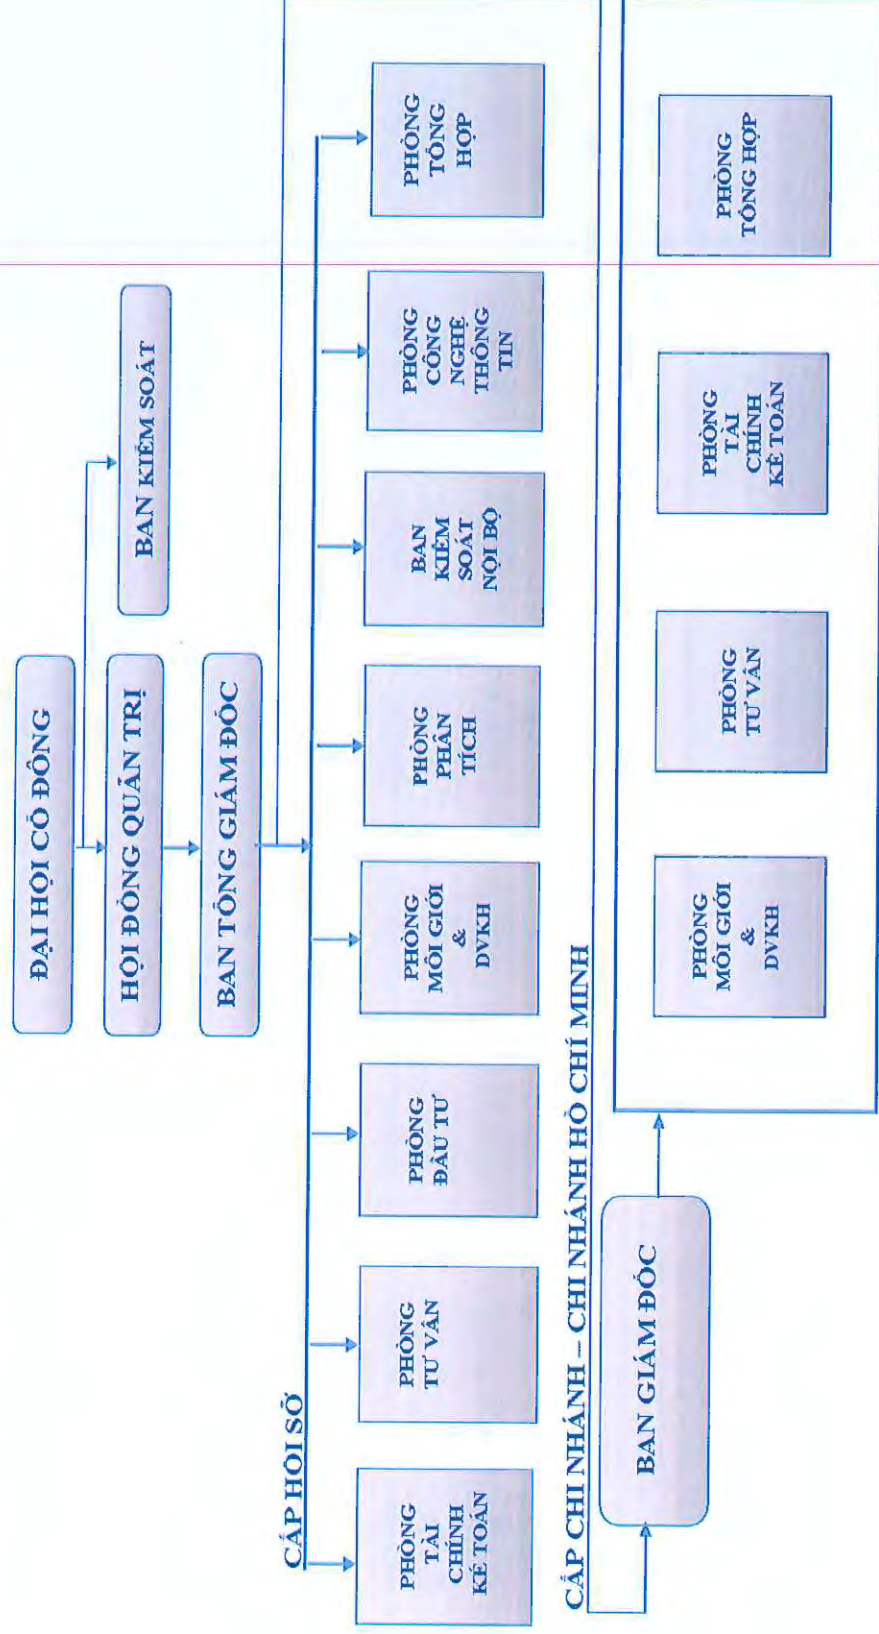 ĐẠI HỘI CỔ ĐÔNG
HỘI ĐỒNG QUẢN TRỊ
BAN KIỂM SOÁT
BAN TỔNG GIÁM ĐỐC
CẤP HỘI SỞ
PHÒNG
TÀI
CHÍNH
KẾ TOÁN
PHÒNG
TƯ VẤN
PHÒNG
ĐẦU TƯ
PHÒNG
MÔI GIỚI
&
DVKH
PHÒNG
PHÂN
TÍCH
BAN
KIỂM
SOÁT
NỘI BỘ
PHÒNG
CÔNG
NGHỆ
THÔNG
TIN
PHÒNG
TỔNG
HỢP
CẤP CHI NHÁNH – CHI NHÁNH HỒ CHÍ MINH
BAN GIÁM ĐỐC
PHÒNG
MÔI GIỚI
&
DVKH
PHÒNG
TƯ VẤN
PHÒNG
TÀI
CHÍNH
KẾ TOÁN
PHÒNG
TỔNG HỢP